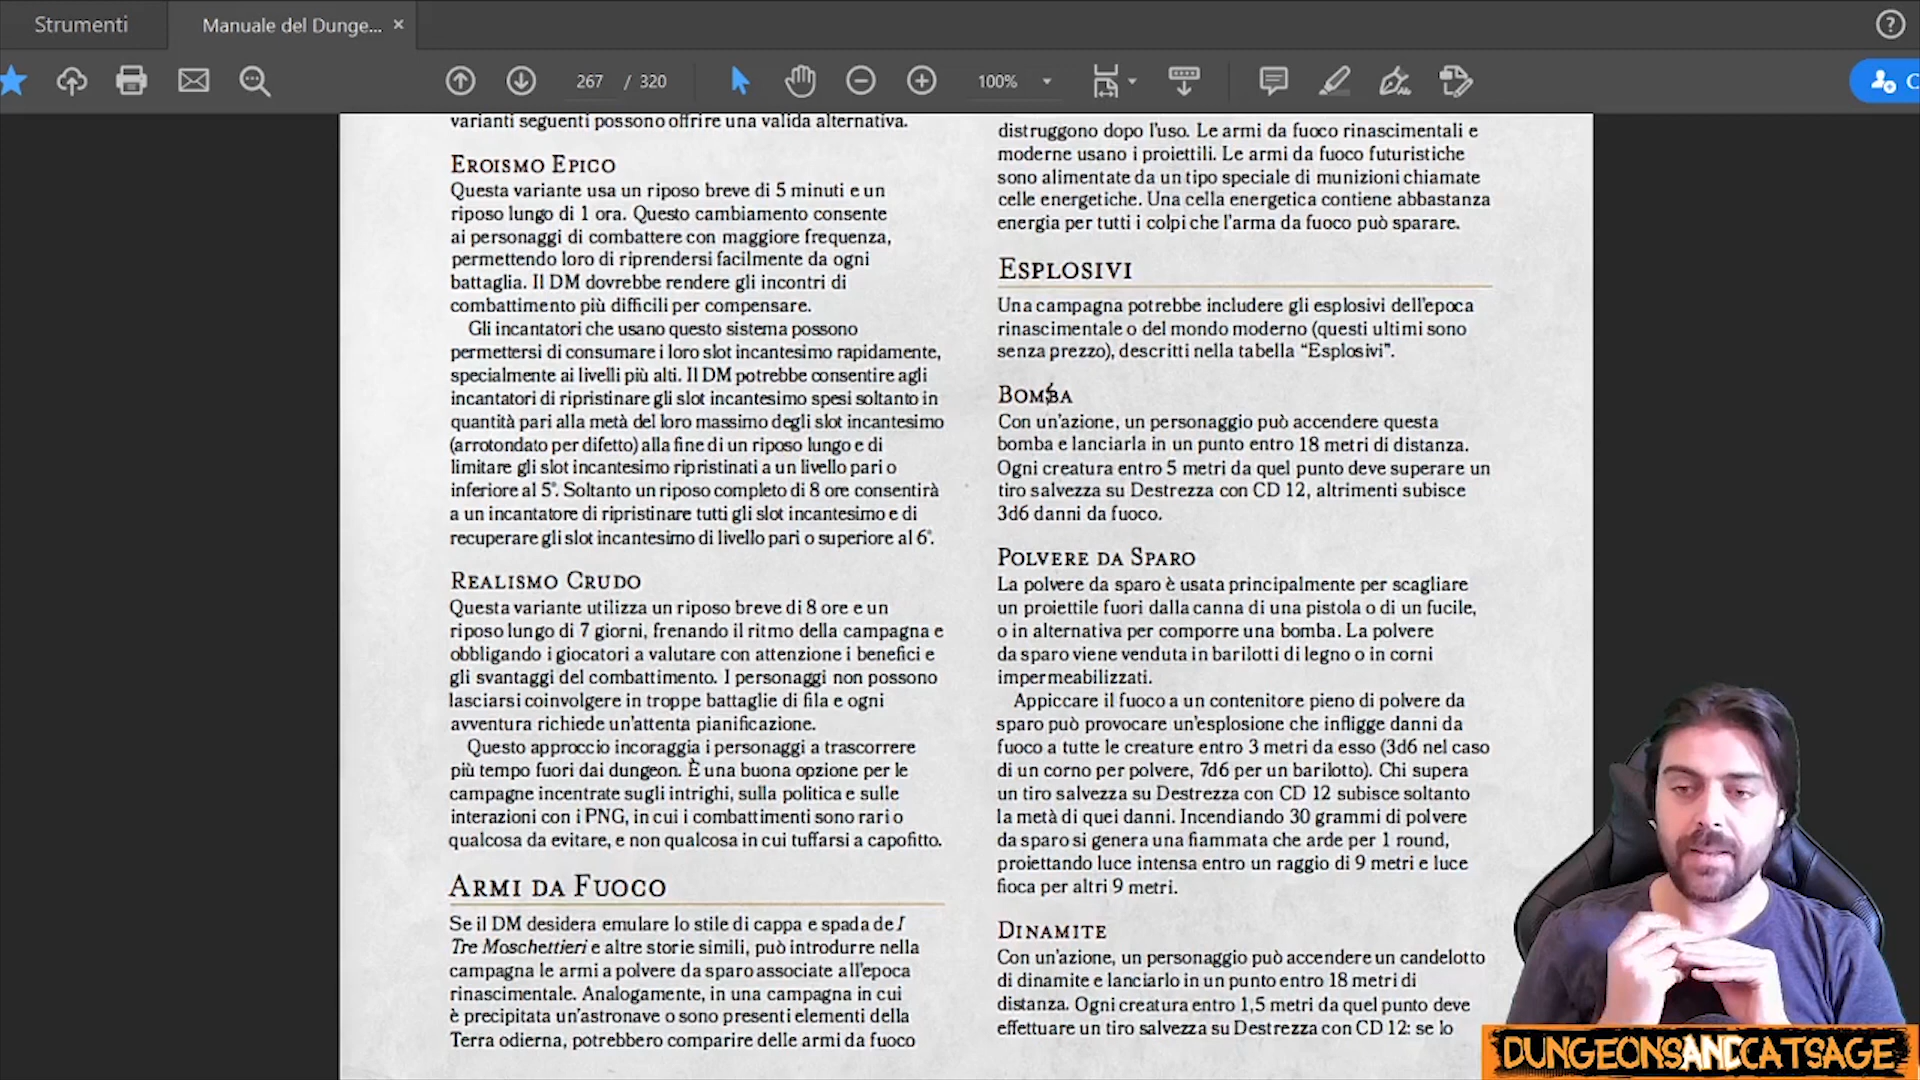 Strumenti
Manuale del Dunge...
267 / 320
100%
varianti seguenti possono offrire una valida alternativa.
Eroismo Epico
Questa variante usa un riposo breve di 5 minuti e un
riposo lungo di 1 ora. Questo cambiamento consente
ai personaggi di combattere con maggiore frequenza,
permettendo loro di riprendersi facilmente da ogni
battaglia. Il DM dovrebbe rendere gli incontri di
combattimento più difficili per compensare.
Gli incantatori che usano questo sistema possono
permettersi di consumare i loro slot incantesimo rapidamente,
specialmente ai livelli più alti. Il DM potrebbe consentire agli
incantatori di ripristinare gli slot incantesimo spesi soltanto in
quantità pari alla metà del loro massimo degli slot incantesimo
(arrotondato per difetto) alla fine di un riposo lungo e di
limitare gli slot incantesimo ripristinati a un livello pari o
inferiore al 5°. Soltanto un riposo completo di 8 ore consentirà
a un incantatore di ripristinare tutti gli slot incantesimo e di
recuperare gli slot incantesimo di livello pari o superiore al 6°.
Realismo Crudo
Questa variante utilizza un riposo breve di 8 ore e un
riposo lungo di 7 giorni, frenando il ritmo della campagna e
obbligando i giocatori a valutare con attenzione i benefici e
gli svantaggi del combattimento. I personaggi non possono
lasciarsi coinvolgere in troppe battaglie di fila e ogni
avventura richiede un'attenta pianificazione.
Questo approccio incoraggia i personaggi a trascorrere
più tempo fuori dai dungeon. È una buona opzione per le
campagne incentrate sugli intrighi, sulla politica e sulle
interazioni con i PNG, in cui i combattimenti sono rari o
qualcosa da evitare, e non qualcosa in cui tuffarsi a capofitto.
Armi da Fuoco
Se il DM desidera emulare lo stile di cappa e spada de I
Tre Moschettieri e altre storie simili, può introdurre nella
campagna le armi a polvere da sparo associate all'epoca
rinascimentale. Analogamente, in una campagna in cui
è precipitata un'astronave o sono presenti elementi della
Terra odierna, potrebbero comparire delle armi da fuoco
distruggono dopo l'uso. Le armi da fuoco rinascimentali e
moderne usano i proiettili. Le armi da fuoco futuristiche
sono alimentate da un tipo speciale di munizioni chiamate
celle energetiche. Una cella energetica contiene abbastanza
energia per tutti i colpi che l'arma da fuoco può sparare.
Esplosivi
Una campagna potrebbe includere gli esplosivi dell'epoca
rinascimentale o del mondo moderno (questi ultimi sono
senza prezzo), descritti nella tabella “Esplosivi”.
Bomba
Con un'azione, un personaggio può accendere questa
bomba e lanciarla in un punto entro 18 metri di distanza.
Ogni creatura entro 5 metri da quel punto deve superare un
tiro salvezza su Destrezza con CD 12, altrimenti subisce
3d6 danni da fuoco.
Polvere da Sparo
La polvere da sparo è usata principalmente per scagliare
un proiettile fuori dalla canna di una pistola o di un fucile,
o in alternativa per comporre una bomba. La polvere
da sparo viene venduta in barilotti di legno o in corni
impermeabilizzati.
Appiccare il fuoco a un contenitore pieno di polvere da
sparo può provocare un'esplosione che infligge danni da
fuoco a tutte le creature entro 3 metri da esso (3d6 nel caso
di un corno per polvere, 7d6 per un barilotto). Chi supera
un tiro salvezza su Destrezza con CD 12 subisce soltanto
la metà di quei danni. Incendiando 30 grammi di polvere
da sparo si genera una fiammata che arde per 1 round,
proiettando luce intensa entro un raggio di 9 metri e luce
fioca per altri 9 metri.
Dinamite
Con un'azione, un personaggio può accendere un candelotto
di dinamite e lanciarlo in un punto entro 18 metri di
distanza. Ogni creatura entro 1,5 metri da quel punto deve
effettuare un tiro salvezza su Destrezza con CD 12: se lo
DUNGEONSANDCATSAGE